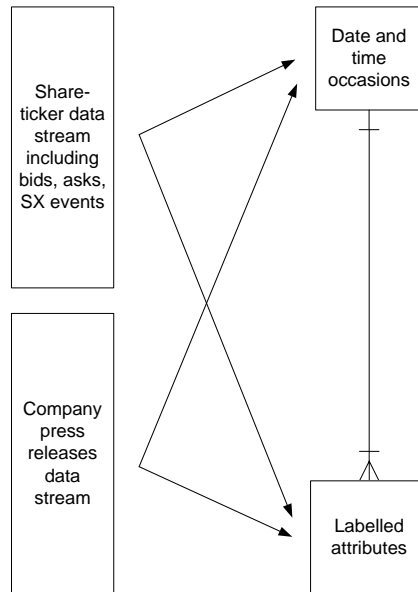 Share-
ticker data
stream
including
bids, asks,
SX events
Date and
time
occasions
Company
press
releases
data
stream
Labelled
attributes